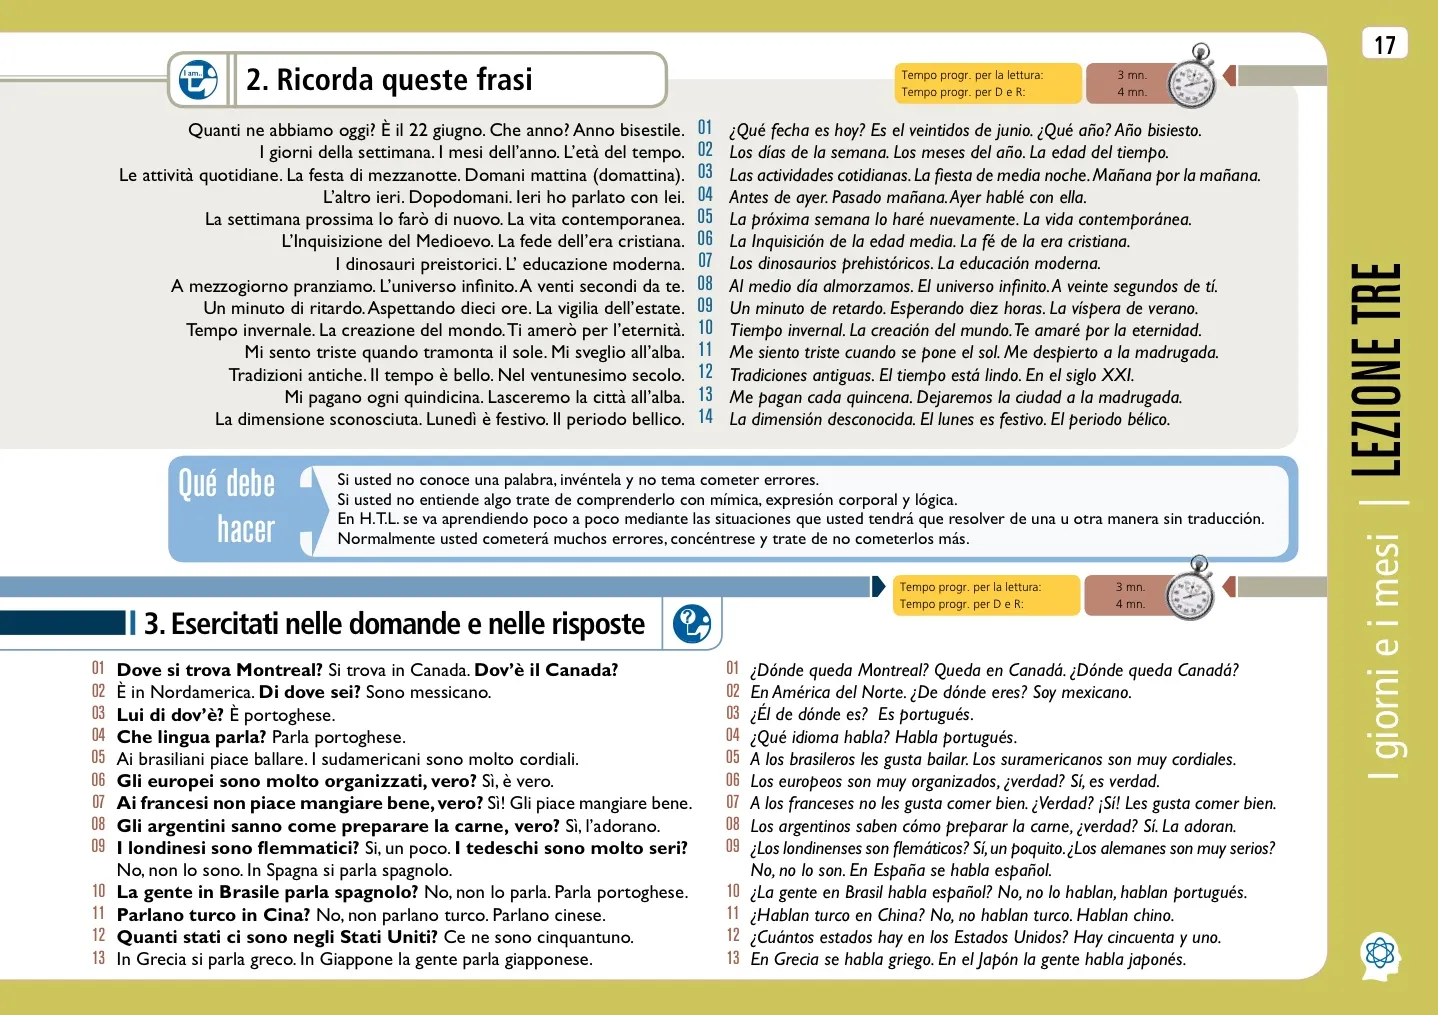 17
I am..
2. Ricorda queste frasi
Tempo progr. per la lettura: 3 mn.
Tempo progr. per D e R: 4 mn.
Quanti ne abbiamo oggi? È il 22 giugno. Che anno? Anno bisestile. 01 ¿Qué fecha es hoy? Es el veintidos de junio. ¿Qué año? Año bisiesto.
I giorni della settimana. I mesi dell'anno. L'età del tempo. 02 Los días de la semana. Los meses del año. La edad del tiempo.
Le attività quotidiane. La festa di mezzanotte. Domani mattina (domattina). 03 Las actividades cotidianas. La fiesta de media noche. Mañana por la mañana.
L'altro ieri. Dopodomani. Ieri ho parlato con lei. 04 Antes de ayer. Pasado mañana. Ayer hablé con ella.
La settimana prossima lo farò di nuovo. La vita contemporanea. 05 La próxima semana lo haré nuevamente. La vida contemporánea.
L'Inquisizione del Medioevo. La fede dell'era cristiana. 06 La Inquisición de la edad media. La fé de la era cristiana.
I dinosauri preistorici. L' educazione moderna. 07 Los dinosaurios prehistóricos. La educación moderna.
A mezzogiorno pranziamo. L'universo infinito. A venti secondi da te. 08 Al medio día almorzamos. El universo infinito. A veinte segundos de tí.
Un minuto di ritardo. Aspettando dieci ore. La vigilia dell'estate. 09 Un minuto de retardo. Esperando diez horas. La víspera de verano.
Tempo invernale. La creazione del mondo. Ti amerò per l'eternità. 10 Tiempo invernal. La creación del mundo. Te amaré por la eternidad.
Mi sento triste quando tramonta il sole. Mi sveglio all'alba. 11 Me siento triste cuando se pone el sol. Me despierto a la madrugada.
Tradizioni antiche. Il tempo è bello. Nel ventunesimo secolo. 12 Tradiciones antiguas. El tiempo está lindo. En el siglo XXI.
Mi pagano ogni quindicina. Lasceremo la città all'alba. 13 Me pagan cada quincena. Dejaremos la ciudad a la madrugada.
La dimensione sconosciuta. Lunedì è festivo. Il periodo bellico. 14 La dimensión desconocida. El lunes es festivo. El periodo bélico.
Qué debe
hacer
Si usted no conoce una palabra, invéntela y no tema cometer errores.
Si usted no entiende algo trate de comprenderlo con mímica, expresión corporal y lógica.
En H.T.L. se va aprendiendo poco a poco mediante las situaciones que usted tendrá que resolver de una u otra manera sin traducción.
Normalmente usted cometerá muchos errores, concéntrese y trate de no cometerlos más.
Tempo progr. per la lettura: 3 mn.
Tempo progr. per D e R: 4 mn.
3. Esercitati nelle domande e nelle risposte
?
01 Dove si trova Montreal? Si trova in Canada. Dov'è il Canada? 01 ¿Dónde queda Montreal? Queda en Canadá. ¿Dónde queda Canadá?
02 È in Nordamerica. Di dove sei? Sono messicano. 02 En América del Norte. ¿De dónde eres? Soy mexicano.
03 Lui di dov'è? È portoghese. 03 ¿Él de dónde es? Es portugués.
04 Che lingua parla? Parla portoghese. 04 ¿Qué idioma habla? Habla portugués.
05 Ai brasiliani piace ballare. I sudamericani sono molto cordiali. 05 A los brasileros les gusta bailar. Los suramericanos son muy cordiales.
06 Gli europei sono molto organizzati, vero? Sì, è vero. 06 Los europeos son muy organizados, ¿verdad? Sí, es verdad.
07 Ai francesi non piace mangiare bene, vero? Sì! Gli piace mangiare bene. 07 A los franceses no les gusta comer bien. ¿Verdad? ¡Sí! Les gusta comer bien.
08 Gli argentini sanno come preparare la carne, vero? Sì, l'adorano. 08 Los argentinos saben cómo preparar la carne, ¿verdad? Sí. La adoran.
09 I londinesi sono flemmatici? Si, un poco. I tedeschi sono molto seri? 09 ¿Los londinenses son flemáticos? Sí, un poquito. ¿Los alemanes son muy serios?
No, non lo sono. In Spagna si parla spagnolo. No, no lo son. En España se habla español.
10 La gente in Brasile parla spagnolo? No, non lo parla. Parla portoghese. 10 ¿La gente en Brasil habla español? No, no lo hablan, hablan portugués.
11 Parlano turco in Cina? No, non parlano turco. Parlano cinese. 11 ¿Hablan turco en China? No, no hablan turco. Hablan chino.
12 Quanti stati ci sono negli Stati Uniti? Ce ne sono cinquantuno. 12 ¿Cuántos estados hay en los Estados Unidos? Hay cincuenta y uno.
13 In Grecia si parla greco. In Giappone la gente parla giapponese. 13 En Grecia se habla griego. En el Japón la gente habla japonés.
I giorni e i mesi | LEZIONE TRE